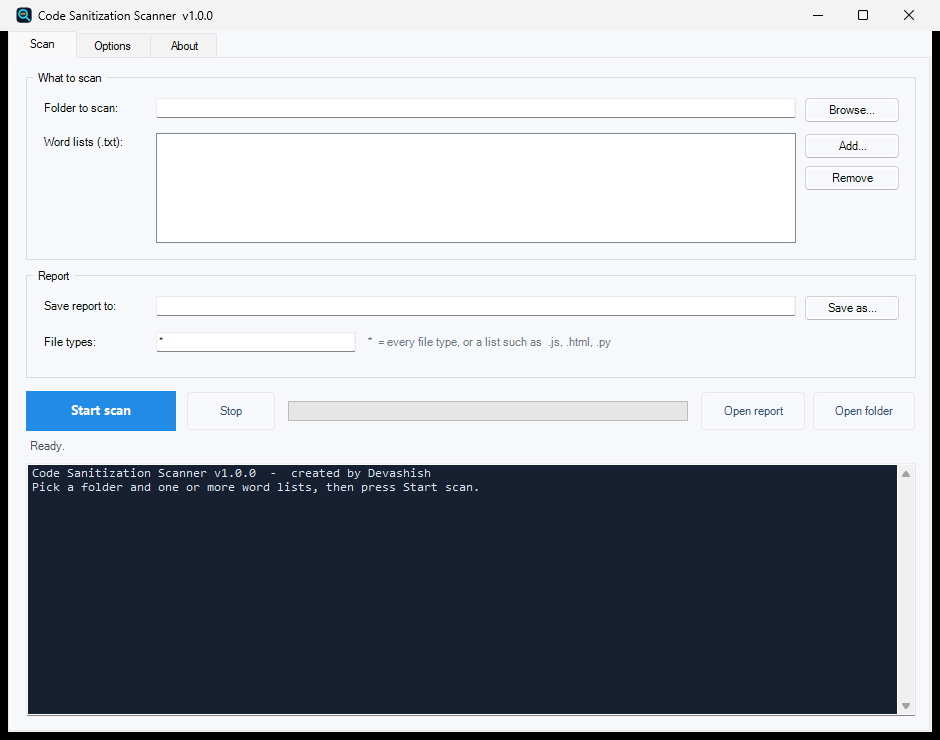 Code Sanitization Scanner v1.0.0
Scan Options About
What to scan
Folder to scan: Browse...
Word lists (.txt): Add...
Remove
Report
Save report to: Save as...
File types: * * = every file type, or a list such as .js, .html, .py
Start scan Stop Open report Open folder
Ready.
Code Sanitization Scanner v1.0.0 - created by Devashish
Pick a folder and one or more word lists, then press Start scan.